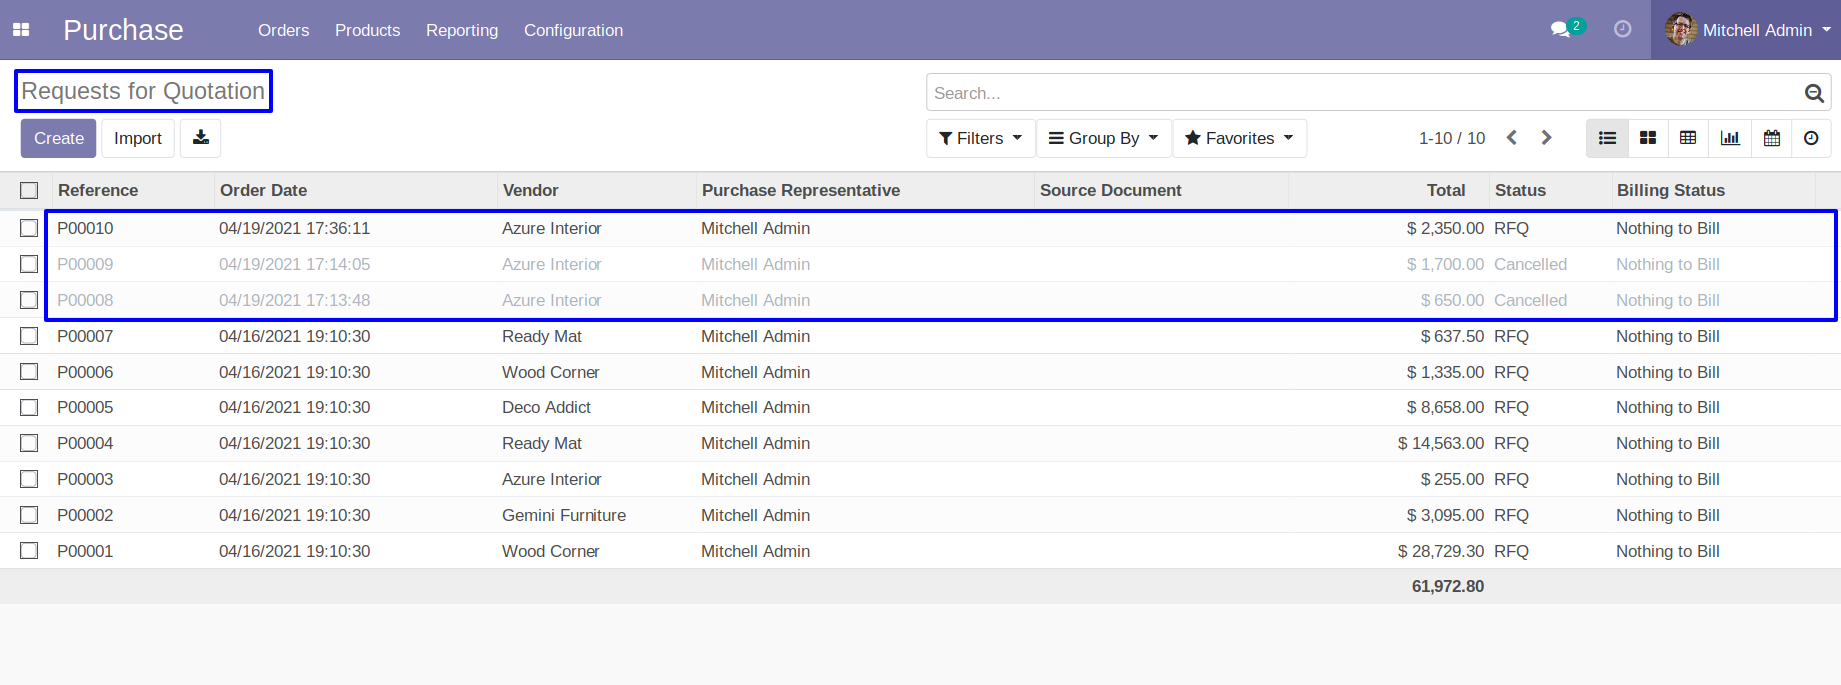 Purchase Orders Products Reporting Configuration 2 Mitchell Admin
Requests for Quotation Search...
Create Import Filters Group By Favorites 1-10 / 10
Reference Order Date Vendor Purchase Representative Source Document Total Status Billing Status
P00010 04/19/2021 17:36:11 Azure Interior Mitchell Admin $ 2,350.00 RFQ Nothing to Bill
P00009 04/19/2021 17:14:05 Azure Interior Mitchell Admin $ 1,700.00 Cancelled Nothing to Bill
P00008 04/19/2021 17:13:48 Azure Interior Mitchell Admin $ 650.00 Cancelled Nothing to Bill
P00007 04/16/2021 19:10:30 Ready Mat Mitchell Admin $ 637.50 RFQ Nothing to Bill
P00006 04/16/2021 19:10:30 Wood Corner Mitchell Admin $ 1,335.00 RFQ Nothing to Bill
P00005 04/16/2021 19:10:30 Deco Addict Mitchell Admin $ 8,658.00 RFQ Nothing to Bill
P00004 04/16/2021 19:10:30 Ready Mat Mitchell Admin $ 14,563.00 RFQ Nothing to Bill
P00003 04/16/2021 19:10:30 Azure Interior Mitchell Admin $ 255.00 RFQ Nothing to Bill
P00002 04/16/2021 19:10:30 Gemini Furniture Mitchell Admin $ 3,095.00 RFQ Nothing to Bill
P00001 04/16/2021 19:10:30 Wood Corner Mitchell Admin $ 28,729.30 RFQ Nothing to Bill
61,972.80